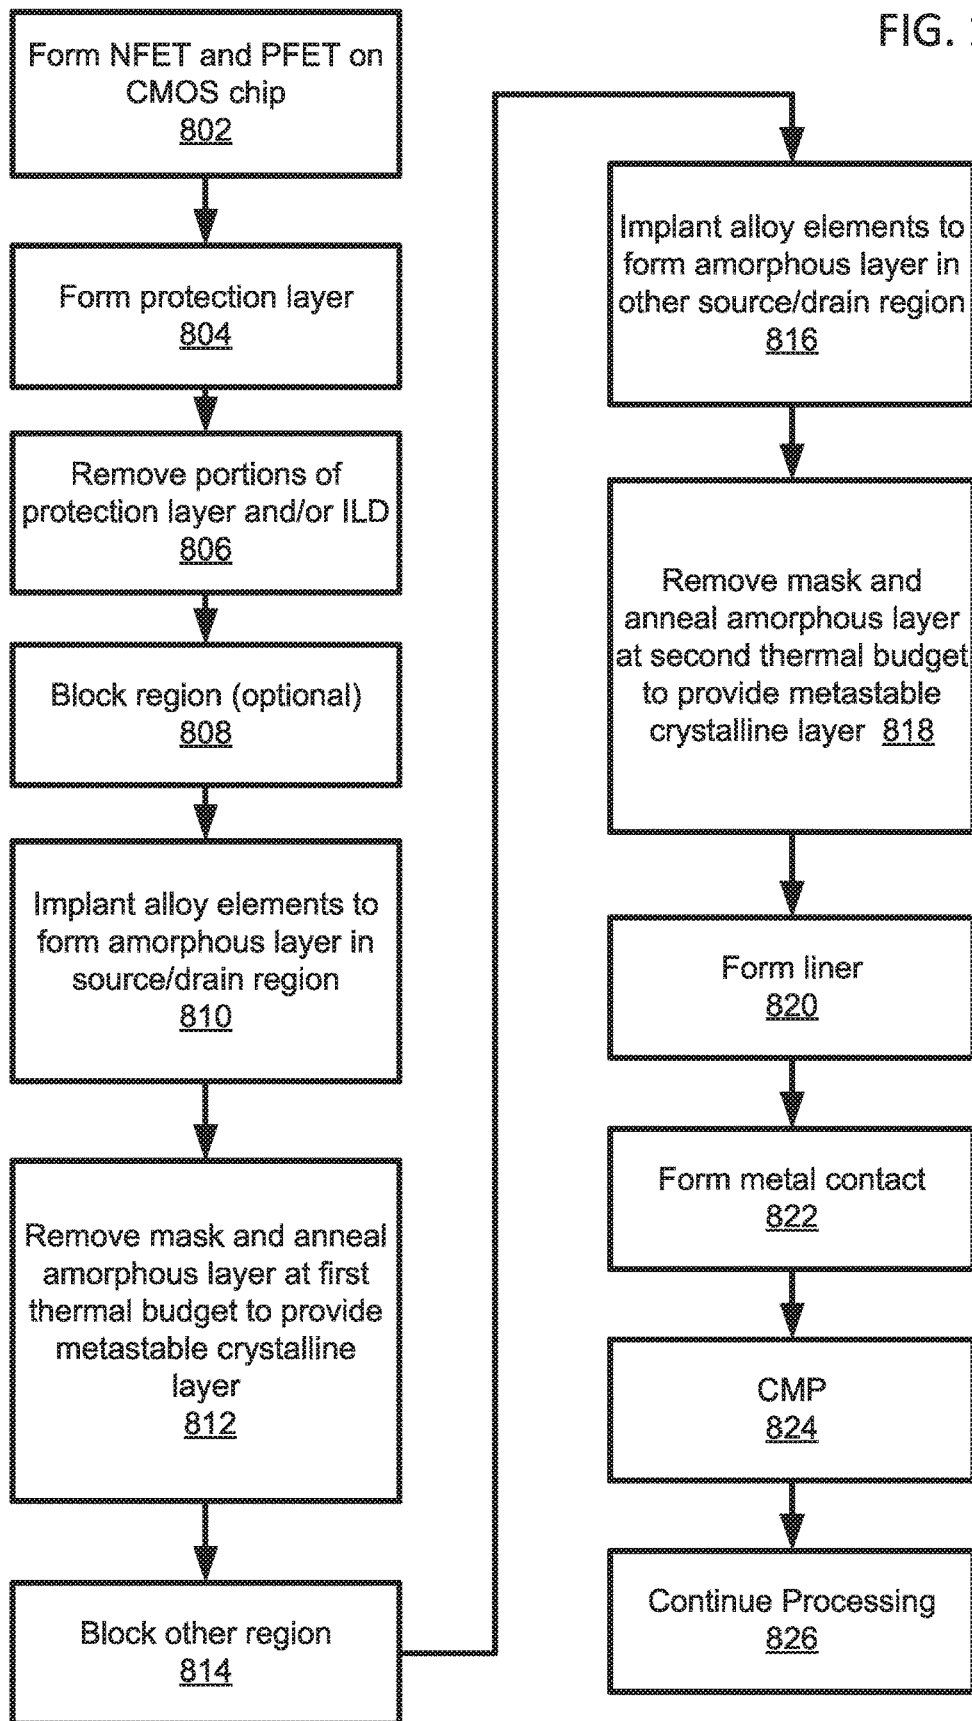 FIG. 
Form NFET and PFET on
CMOS chip
802
Form protection layer
804
Remove portions of
protection layer and/or ILD
806
Block region (optional)
808
Implant alloy elements to
form amorphous layer in
source/drain region
810
Remove mask and anneal
amorphous layer at first
thermal budget to provide
metastable crystalline
layer
812
Block other region
814
Implant alloy elements to
form amorphous layer in
other source/drain region
816
Remove mask and
anneal amorphous layer
at second thermal budget
to provide metastable
crystalline layer 818
Form liner
820
Form metal contact
822
CMP
824
Continue Processing
826